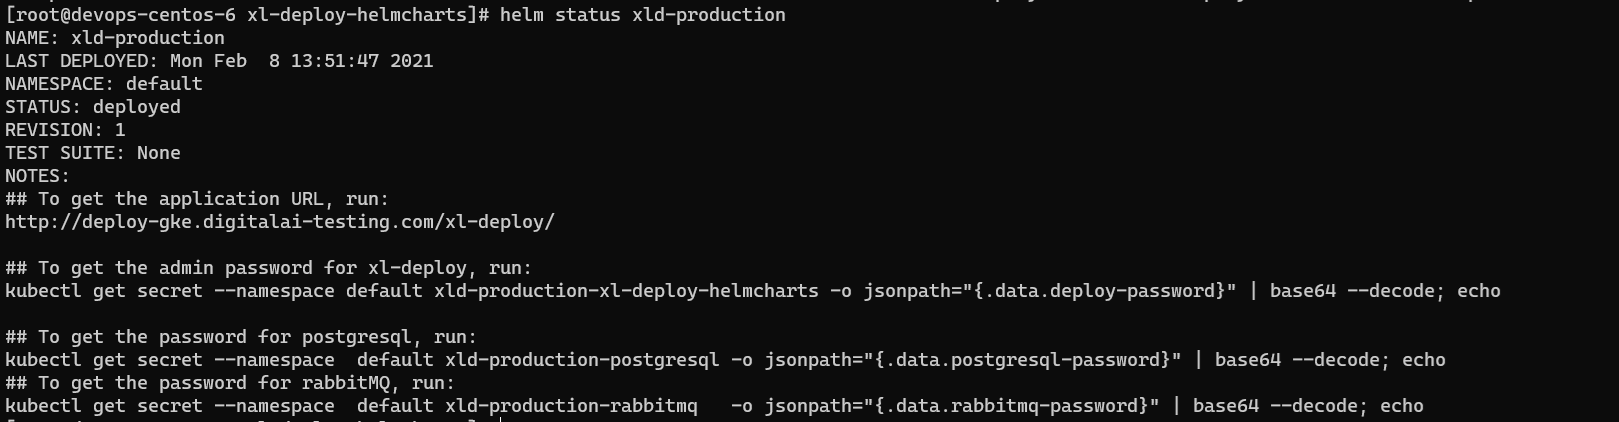 [root@devops-centos-6 xl-deploy-helmcharts]# helm status xld-production
NAME: xld-production
LAST DEPLOYED: Mon Feb  8 13:51:47 2021
NAMESPACE: default
STATUS: deployed
REVISION: 1
TEST SUITE: None
NOTES:
## To get the application URL, run:
http://deploy-gke.digitalai-testing.com/xl-deploy/

## To get the admin password for xl-deploy, run:
kubectl get secret --namespace default xld-production-xl-deploy-helmcharts -o jsonpath="{.data.deploy-password}" | base64 --decode; echo

## To get the password for postgresql, run:
kubectl get secret --namespace  default xld-production-postgresql -o jsonpath="{.data.postgresql-password}" | base64 --decode; echo
## To get the password for rabbitMQ, run:
kubectl get secret --namespace  default xld-production-rabbitmq   -o jsonpath="{.data.rabbitmq-password}" | base64 --decode; echo